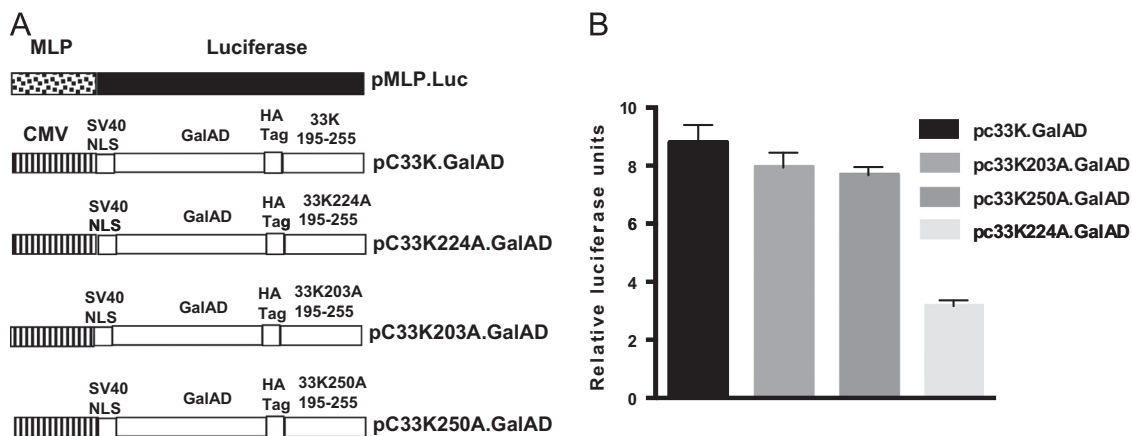 A
MLP Luciferase
pMLP.Luc
CMV
SV40
NLS
GalAD
HA
Tag
33K
195-255
pC33K.GalAD
SV40
NLS
GalAD
HA
Tag
33K224A
195-255
pC33K224A.GalAD
SV40
NLS
GalAD
HA
Tag
33K203A
195-255
pC33K203A.GalAD
SV40
NLS
GalAD
HA
Tag
33K250A
195-255
pC33K250A.GalAD
B
Relative luciferase units
10
8
6
4
2
0
pc33K.GalAD
pc33K203A.GalAD
pc33K250A.GalAD
pc33K224A.GalAD